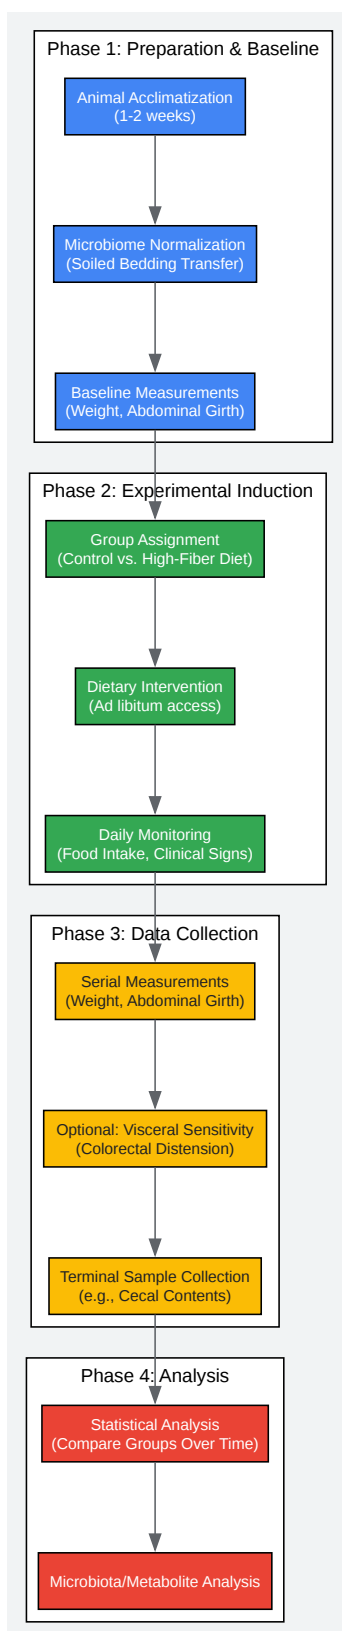 Phase 1: Preparation & Baseline
Animal Acclimatization
(1-2 weeks)
Microbiome Normalization
(Soiled Bedding Transfer)
Baseline Measurements
(Weight, Abdominal Girth)
Phase 2: Experimental Induction
Group Assignment
(Control vs. High-Fiber Diet)
Dietary Intervention
(Ad libitum access)
Daily Monitoring
(Food Intake, Clinical Signs)
Phase 3: Data Collection
Serial Measurements
(Weight, Abdominal Girth)
Optional: Visceral Sensitivity
(Colorectal Distension)
Terminal Sample Collection
(e.g., Cecal Contents)
Phase 4: Analysis
Statistical Analysis
(Compare Groups Over Time)
Microbiota/Metabolite Analysis